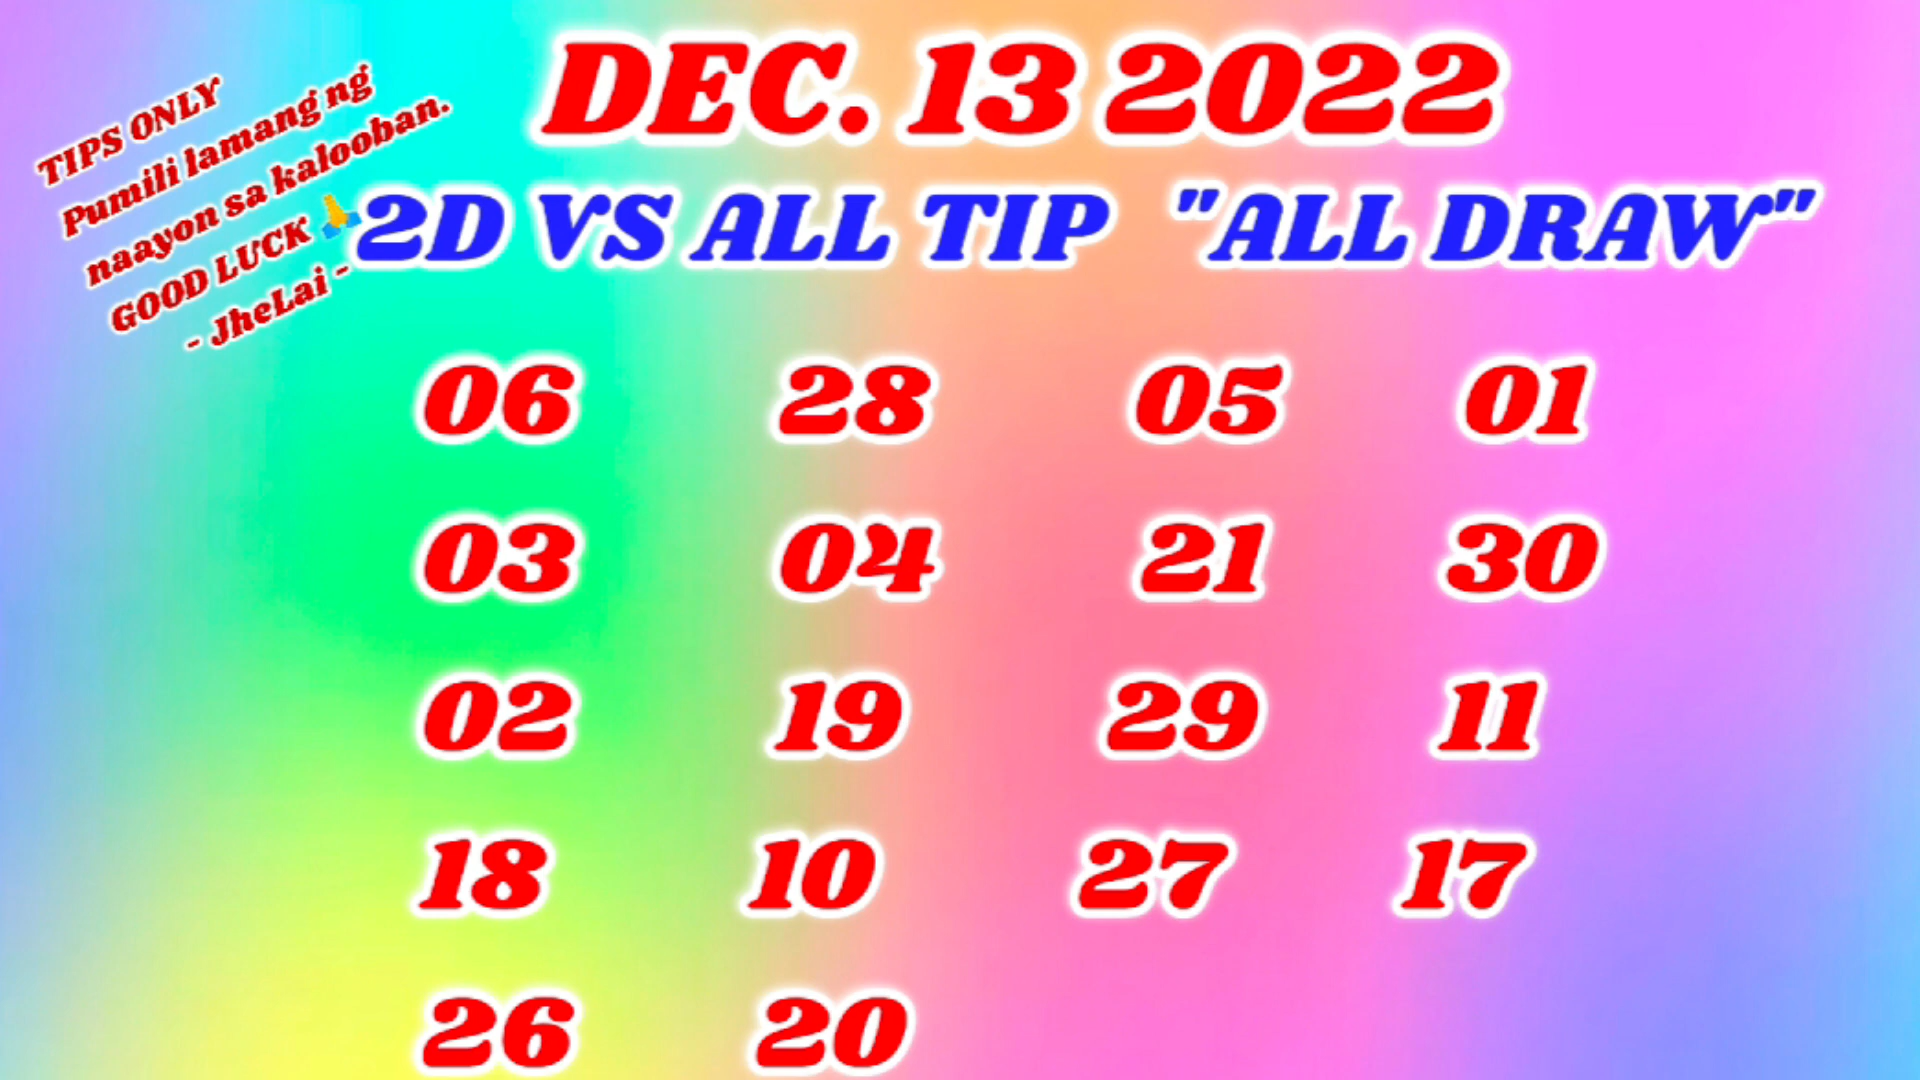 DEC. 13 2022
TIPS ONLY
Pumili lamang ng
naayon sa kalooban.
GOOD LUCK 🙏
- JheLai -
2D VS ALL TIP "ALL DRAW"
06 28 05 01
03 04 21 30
02 19 29 11
18 10 27 17
26 20